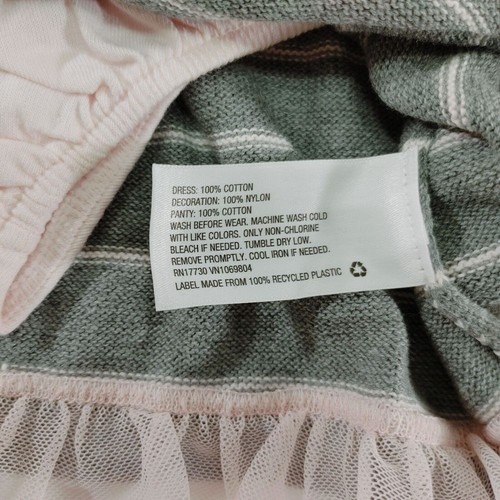 DRESS: 100% COTTON
DECORATION: 100% NYLON
PANTY: 100% COTTON
WASH BEFORE WEAR. MACHINE WASH COLD
WITH LIKE COLORS. ONLY NON-CHLORINE
BLEACH IF NEEDED. TUMBLE DRY LOW.
REMOVE PROMPTLY. COOL IRON IF NEEDED.
RN17730 VN1069804
LABEL MADE FROM 100% RECYCLED PLASTIC